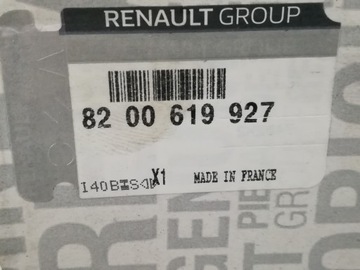 RENAULT GROUP
82 00 619 927
X1 MADE IN FRANCE